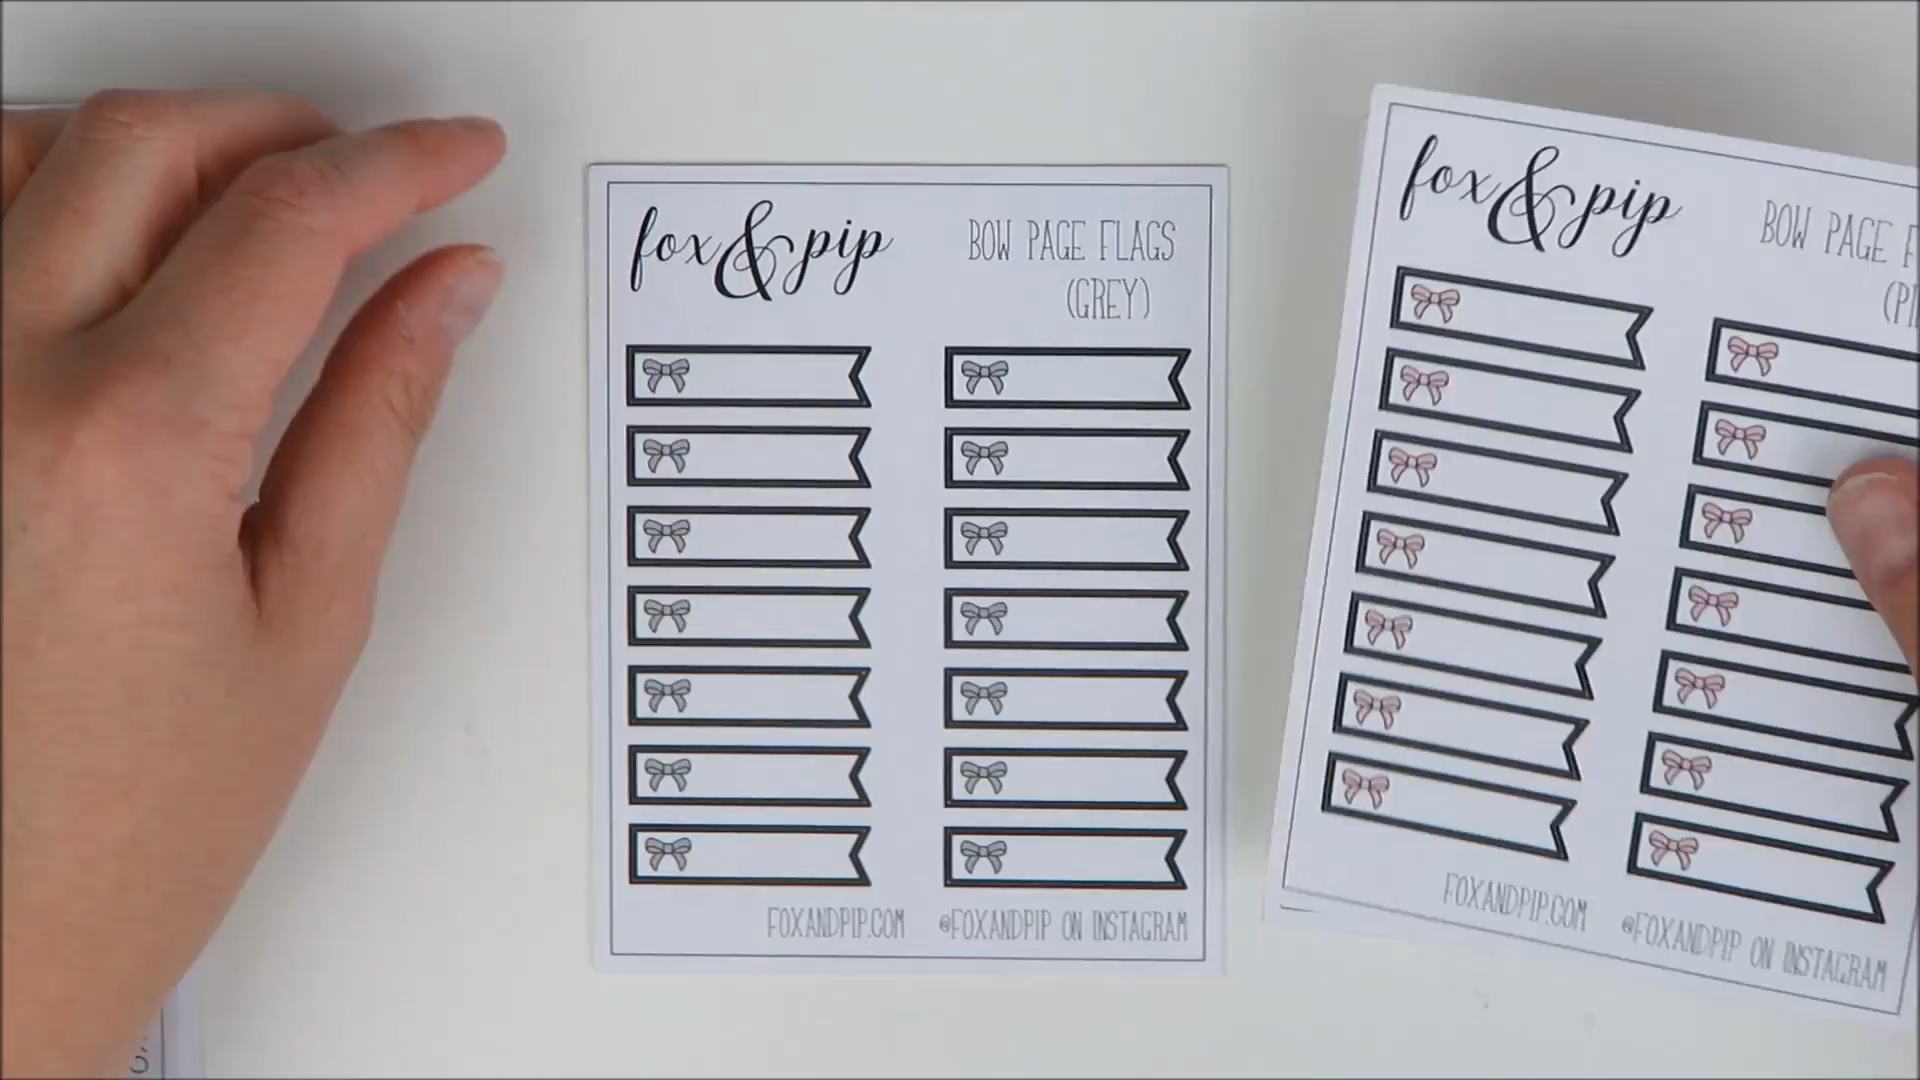 fox & pip
BOW PAGE FLAGS
(GREY)
FOXANDPIP.COM @FOXANDPIP ON INSTAGRAM
fox & pip
BOW PAGE
FOXANDPIP.COM @FOXANDPIP ON INSTAGRAM